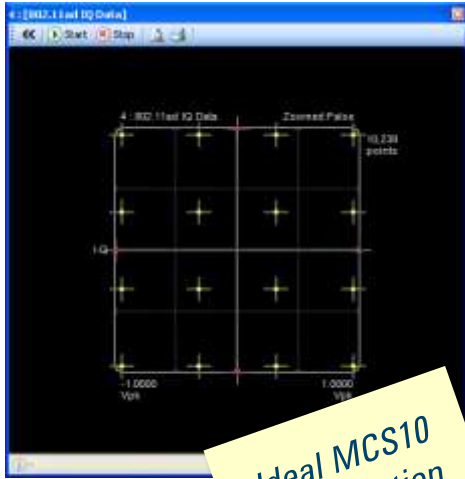 4 : [802.11ad IQ Data]
Start Stop
4 : 802.11ad IQ Data Zoomed:False
10,238
points
I-Q
-1.0000
Vpk
1.0000
Vpk
Ideal MCS10